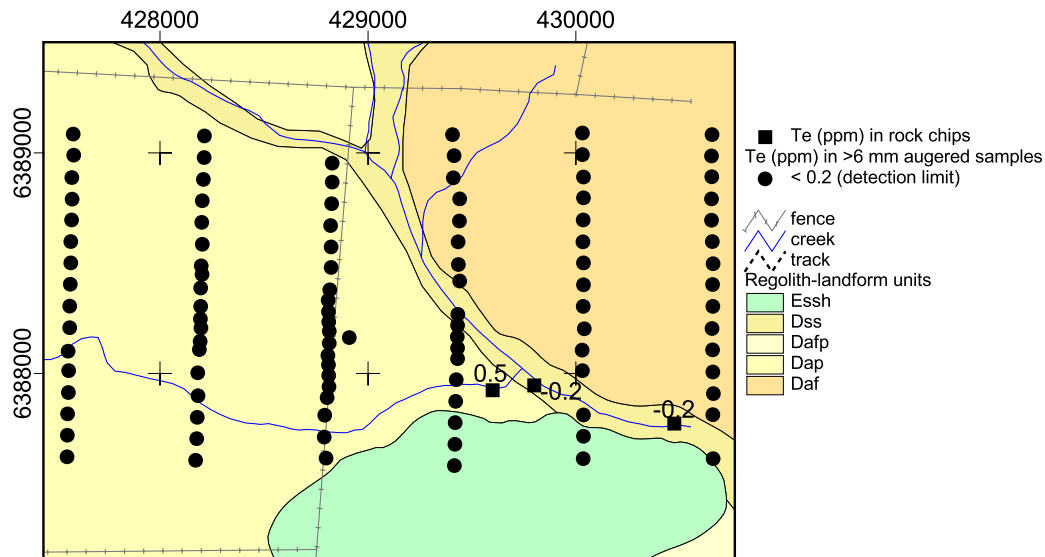 428000 429000 430000
6389000
6388000
0.5
-0.2
-0.2
Te (ppm) in rock chips
Te (ppm) in >6 mm augered samples
< 0.2 (detection limit)
fence
creek
track
Regolith-landform units
Essh
Dss
Dafp
Dap
Daf